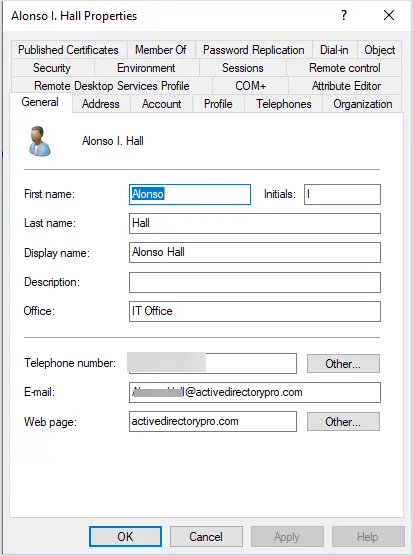 Alonso I. Hall Properties ? ×
Published Certificates Member Of Password Replication Dial-in Object
Security Environment Sessions Remote control
Remote Desktop Services Profile COM+ Attribute Editor
General Address Account Profile Telephones Organization
Alonso I. Hall
First name: Alonso Initials: I
Last name: Hall
Display name: Alonso Hall
Description:
Office: IT Office
Telephone number: Other...
E-mail: @activedirectorypro.com
Web page: activedirectorypro.com Other...
OK Cancel Apply Help